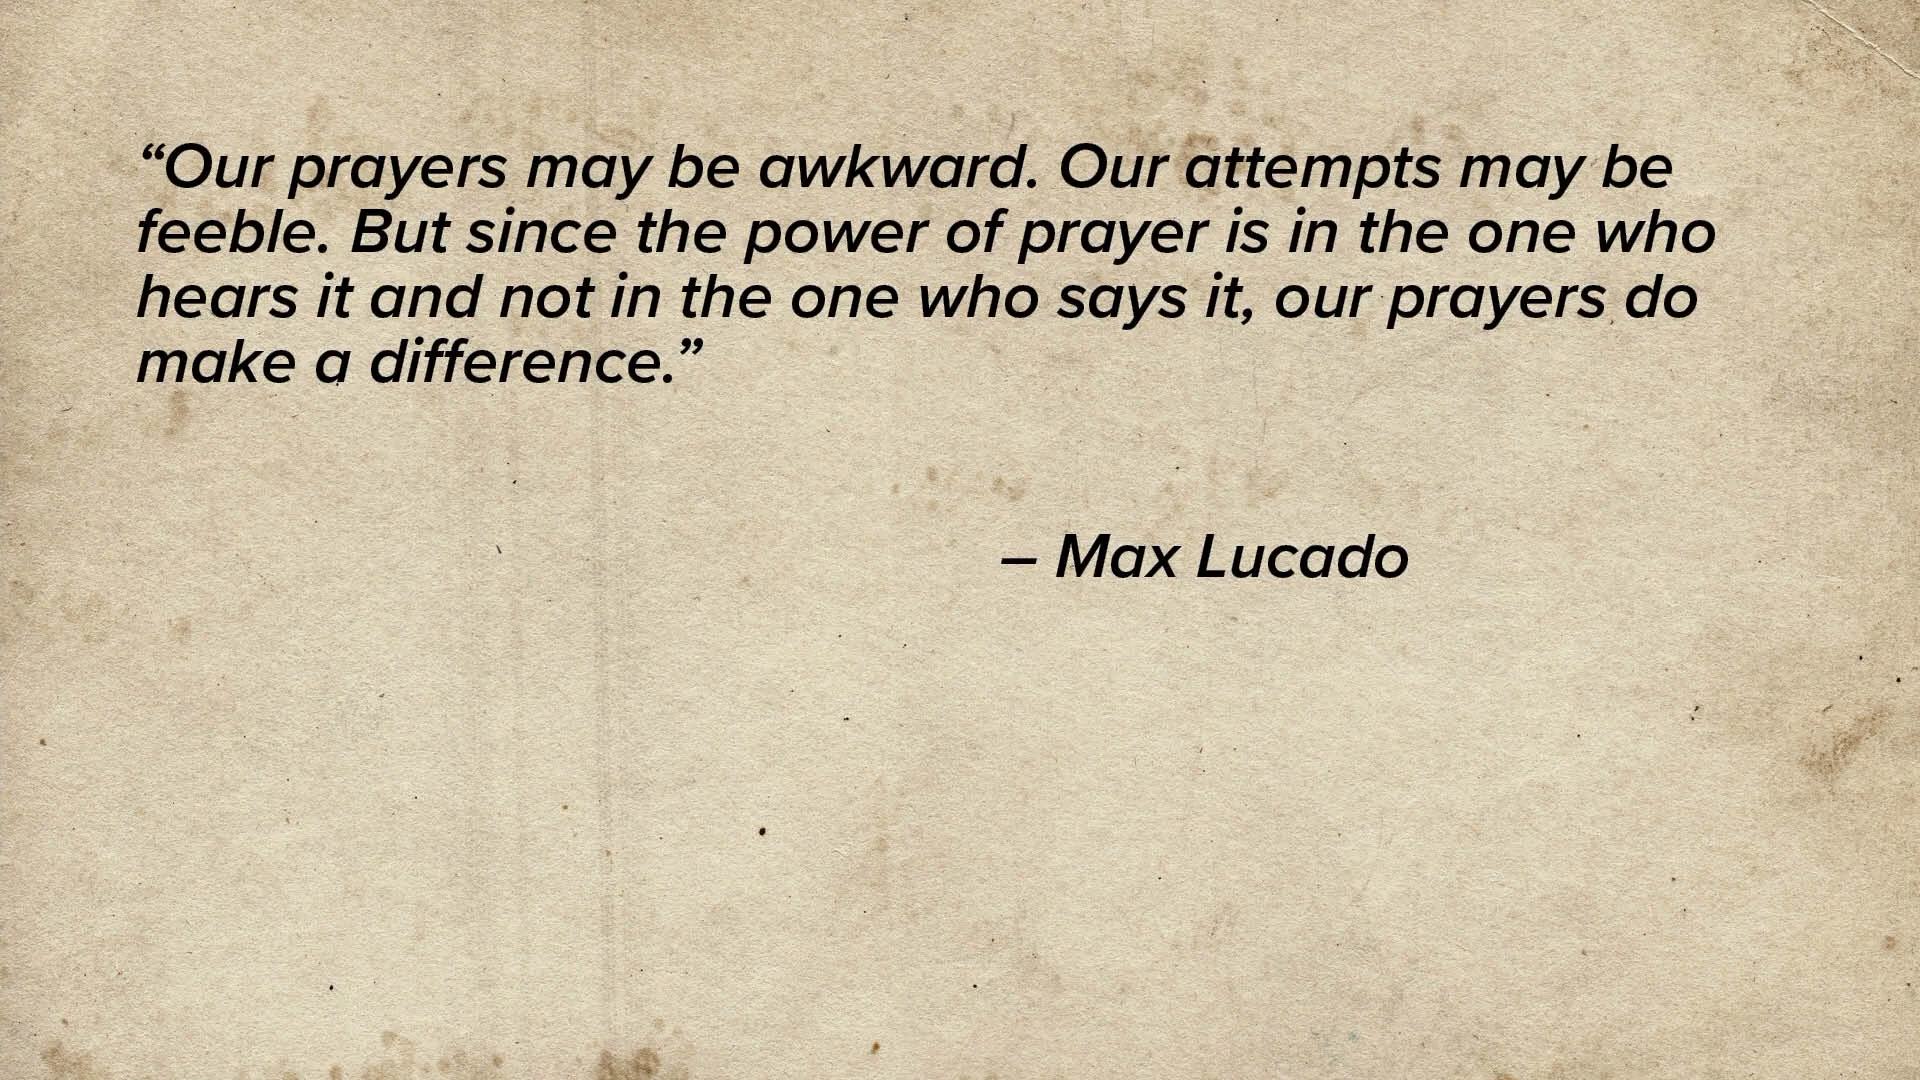 “Our prayers may be awkward. Our attempts may be
feeble. But since the power of prayer is in the one who
hears it and not in the one who says it, our prayers do
make a difference.”
– Max Lucado